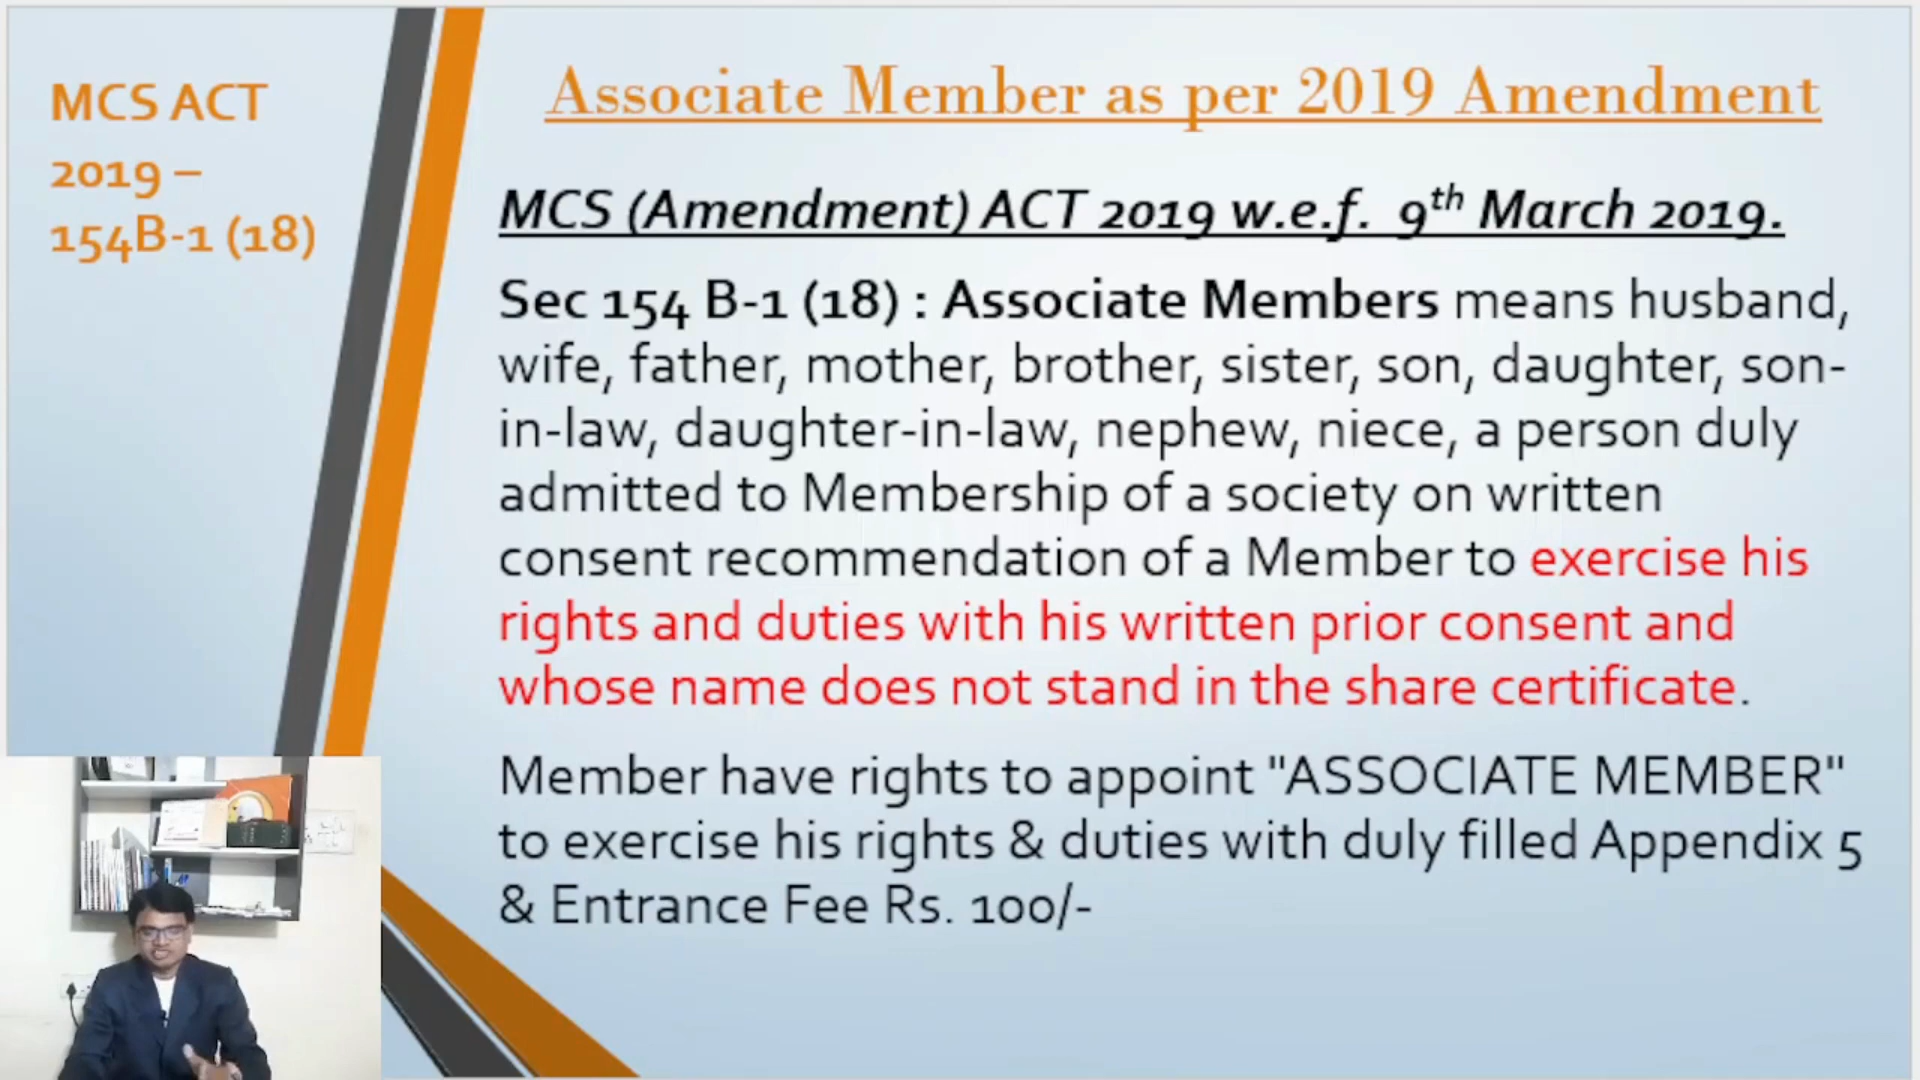 MCS ACT
2019 –
154B-1 (18)
Associate Member as per 2019 Amendment
MCS (Amendment) ACT 2019 w.e.f. 9th March 2019.
Sec 154 B-1 (18) : Associate Members means husband,
wife, father, mother, brother, sister, son, daughter, son-
in-law, daughter-in-law, nephew, niece, a person duly
admitted to Membership of a society on written
consent recommendation of a Member to exercise his
rights and duties with his written prior consent and
whose name does not stand in the share certificate.
Member have rights to appoint "ASSOCIATE MEMBER"
to exercise his rights & duties with duly filled Appendix 5
& Entrance Fee Rs. 100/-